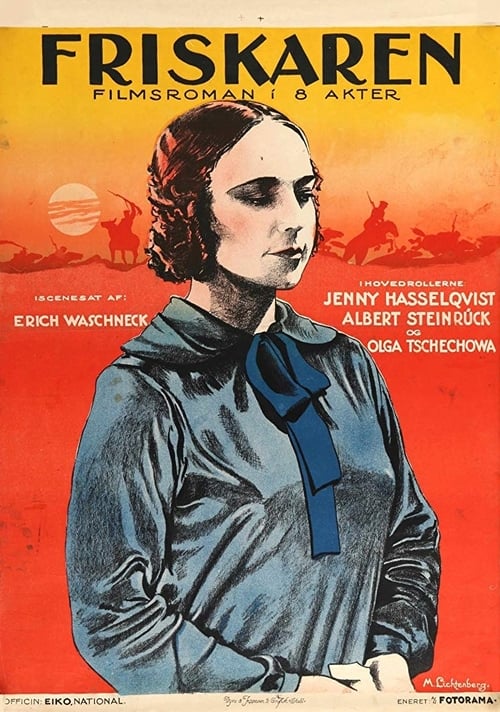 FRISKAREN
FILMSROMAN i 8 AKTER
ISCENESAT AF:
ERICH WASCHNECK
I HOVEDROLLERNE
JENNY HASSELQVIST
ALBERT STEINRÜCK
OG
OLGA TSCHECHOWA
M. Lichtenberg.
OFFICIN: EIKO, NATIONAL.
ENERET: FOTORAMA.